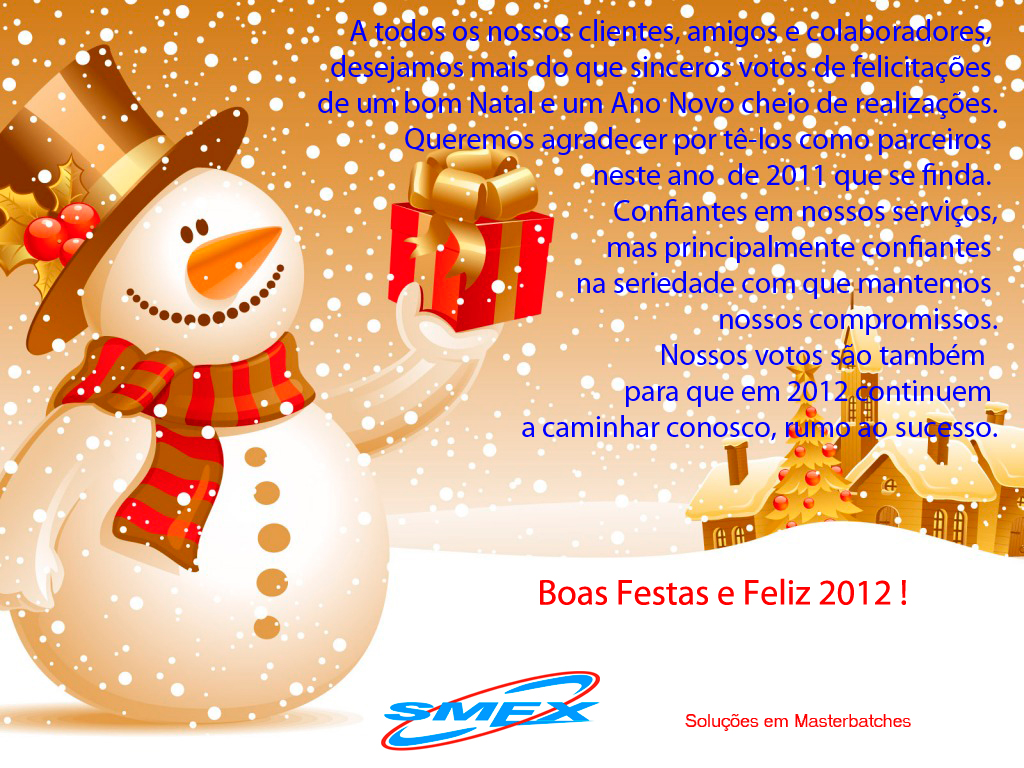 A todos os nossos clientes, amigos e colaboradores,
desejamos mais do que sinceros votos de felicitações
de um bom Natal e um Ano Novo cheio de realizações.
Queremos agradecer por tê-los como parceiros
neste ano de 2011 que se finda.
Confiantes em nossos serviços,
mas principalmente confiantes
na seriedade com que mantemos
nossos compromissos.
Nossos votos são também
para que em 2012 continuem
a caminhar conosco, rumo ao sucesso.
Boas Festas e Feliz 2012 !
SMEX
Soluções em Masterbatches